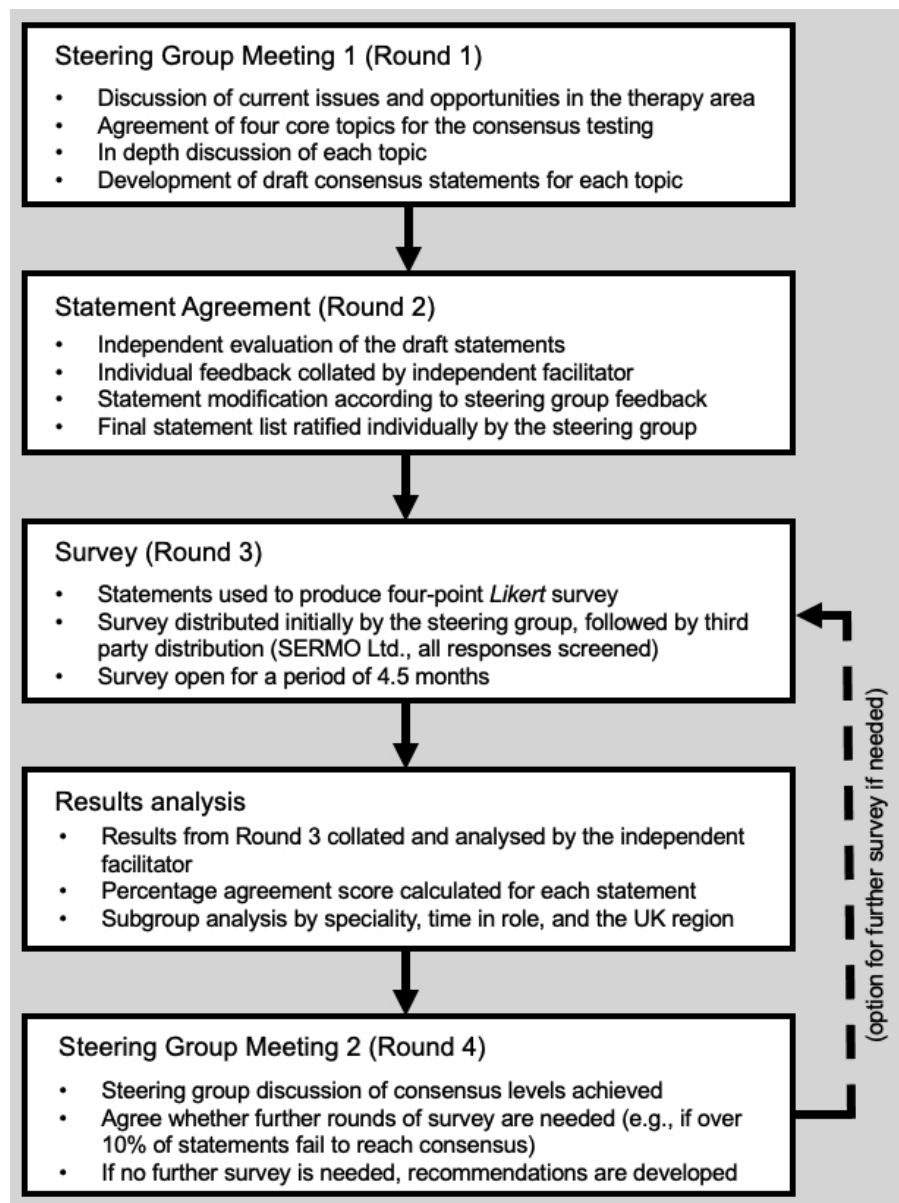 Steering Group Meeting 1 (Round 1)
• Discussion of current issues and opportunities in the therapy area
• Agreement of four core topics for the consensus testing
• In depth discussion of each topic
• Development of draft consensus statements for each topic
Statement Agreement (Round 2)
• Independent evaluation of the draft statements
• Individual feedback collated by independent facilitator
• Statement modification according to steering group feedback
• Final statement list ratified individually by the steering group
Survey (Round 3)
• Statements used to produce four-point Likert survey
• Survey distributed initially by the steering group, followed by third
party distribution (SERMO Ltd., all responses screened)
• Survey open for a period of 4.5 months
Results analysis
• Results from Round 3 collated and analysed by the independent
facilitator
• Percentage agreement score calculated for each statement
• Subgroup analysis by speciality, time in role, and the UK region
Steering Group Meeting 2 (Round 4)
• Steering group discussion of consensus levels achieved
• Agree whether further rounds of survey are needed (e.g., if over
10% of statements fail to reach consensus)
• If no further survey is needed, recommendations are developed
(option for further survey if needed)